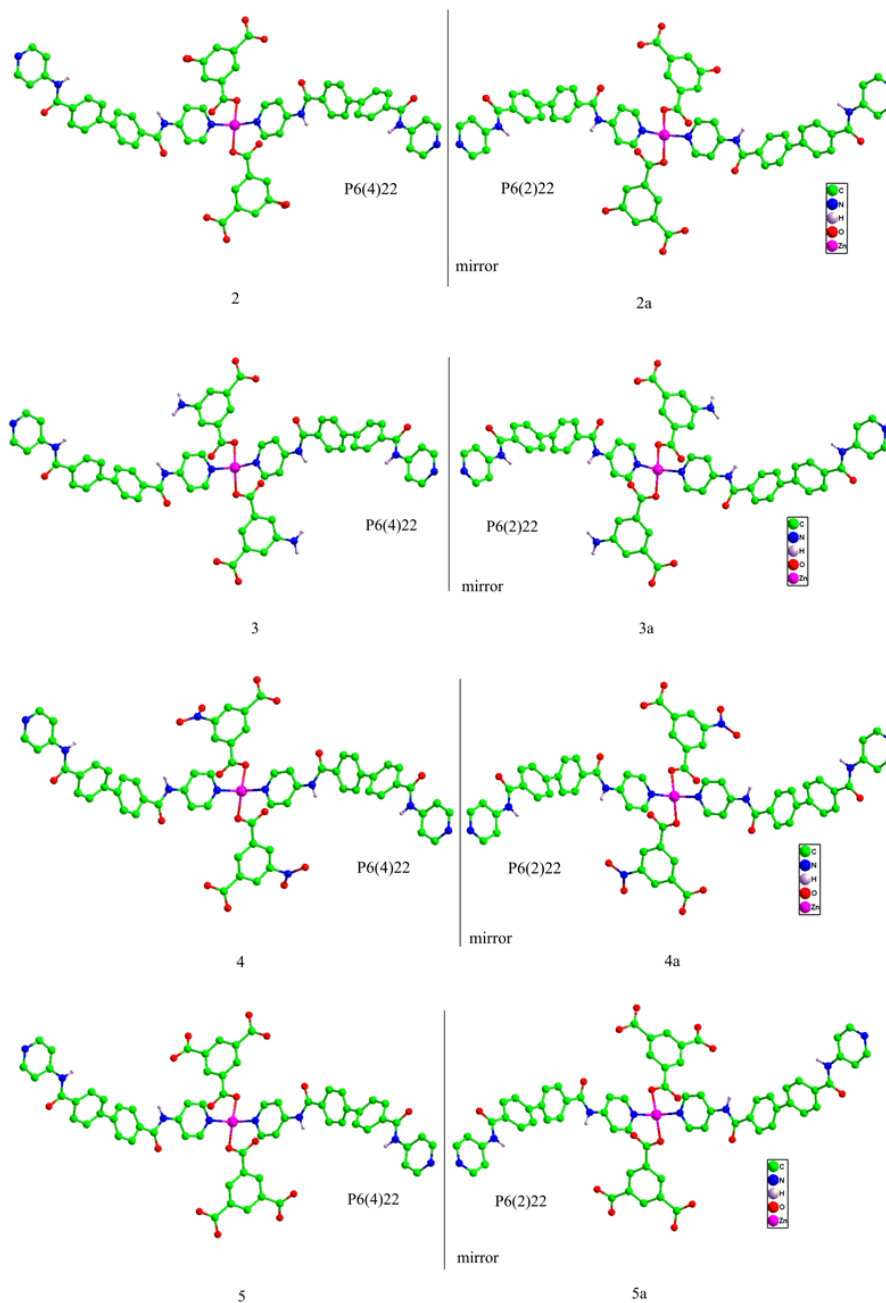 P6(4)22
P6(2)22
C
N
H
O
Zn
mirror
2
2a
P6(4)22
P6(2)22
C
N
H
O
Zn
mirror
3
3a
P6(4)22
P6(2)22
C
N
H
O
Zn
mirror
4
4a
P6(4)22
P6(2)22
C
N
H
O
Zn
mirror
5
5a